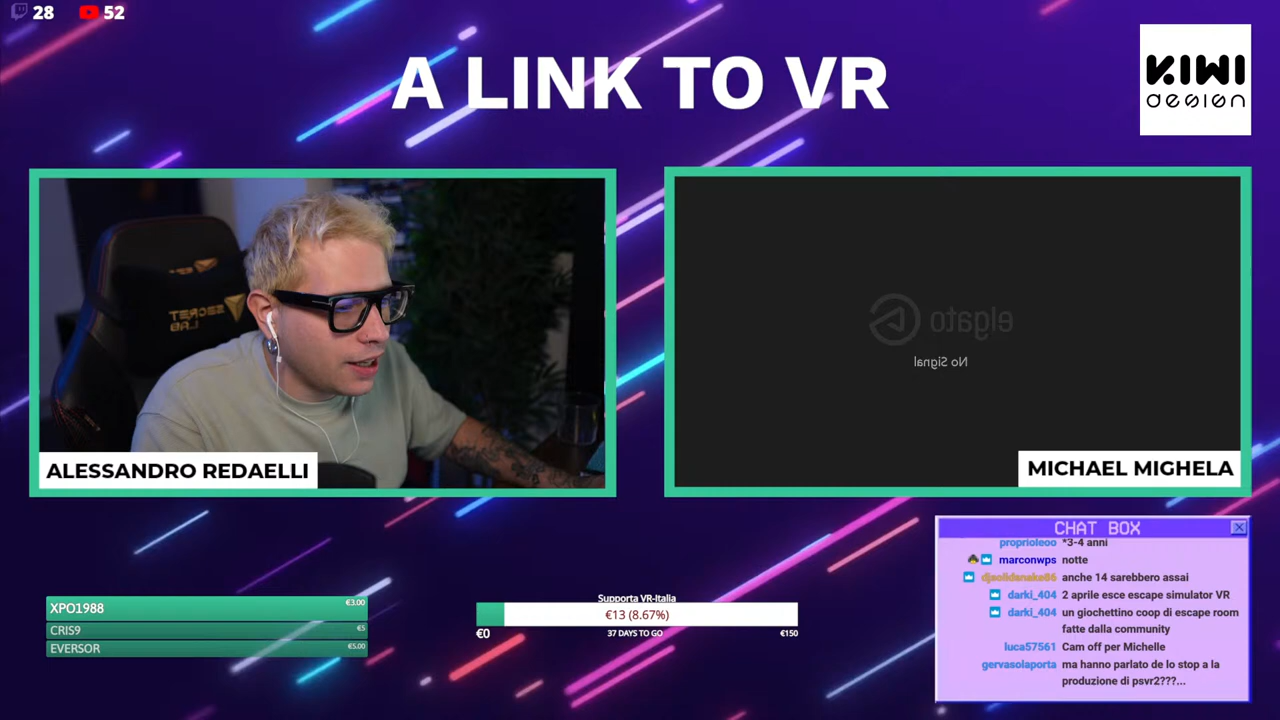 28 52
A LINK TO VR
KIWI
design
SECRET
LAB
elgato
No Signal
ALESSANDRO REDAELLI
MICHAEL MIGHELA
CHAT BOX
proprioleoo *3-4 anni
marconwps notte
anche 14 sarebbero assai
darki_404 2 aprile esce escape simulator VR
darki_404 un giochettino coop di escape room
fatte dalla community
luca57561 Cam off per Michelle
gervasolaporta ma hanno parlato de lo stop a la
produzione di psvr2???...
XPO1988 €3.00
CRIS9 €5
EVERSOR €5.00
Supporta VR-Italia
€13 (8.67%)
€0 37 DAYS TO GO €150